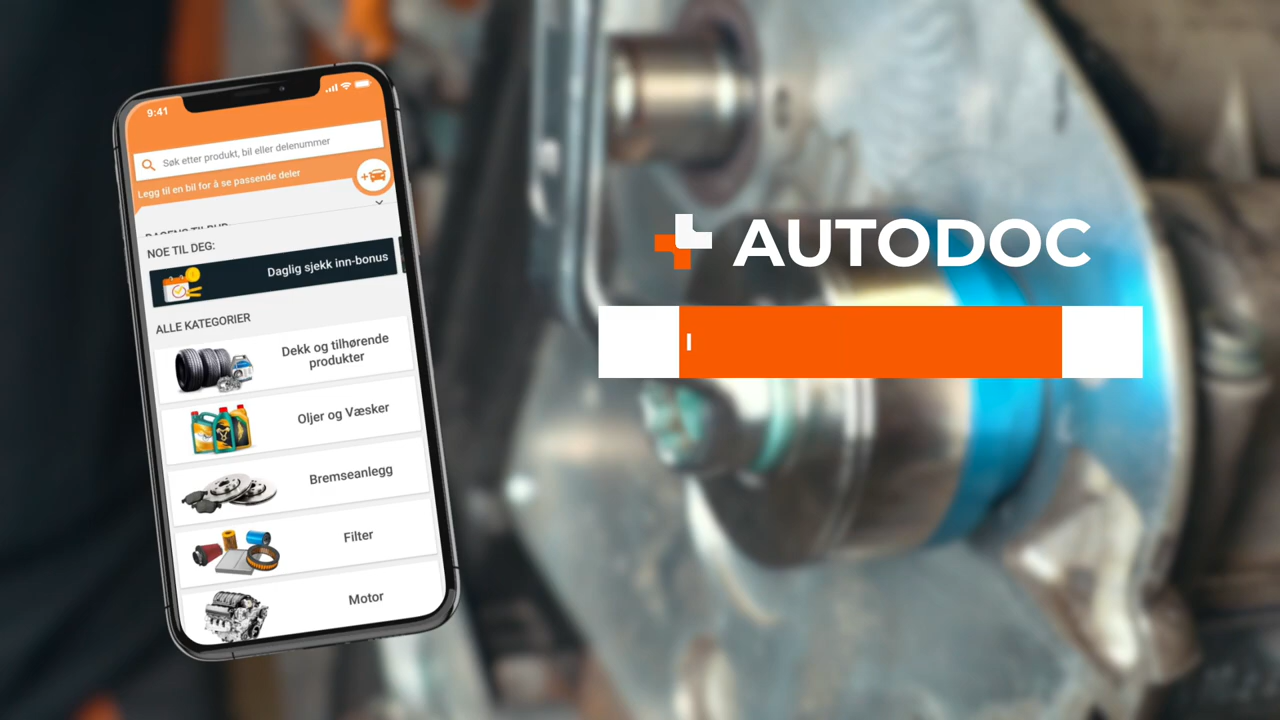 9:41
Søk etter produkt, bil eller delenummer
Legg til en bil for å se passende deler
NOE TIL DEG:
Daglig sjekk inn-bonus
ALLE KATEGORIER
Dekk og tilhørende
produkter
Oljer og Væsker
Bremseanlegg
Filter
Motor
AUTODOC